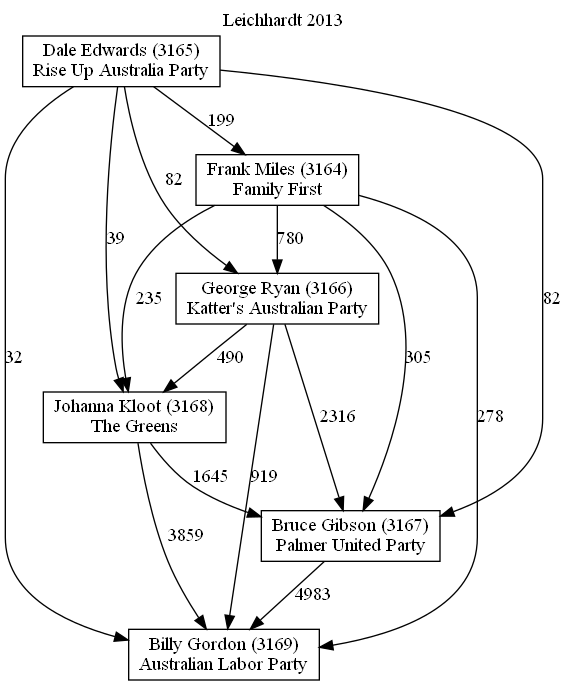 Leichhardt 2013
Dale Edwards (3165)
Rise Up Australia Party
199
Frank Miles (3164)
Family First
82
39
780
235
George Ryan (3166)
Katter's Australian Party
82
32
305
490
Johanna Kloot (3168)
The Greens
2316
278
1645
919
Bruce Gibson (3167)
Palmer United Party
3859
4983
Billy Gordon (3169)
Australian Labor Party